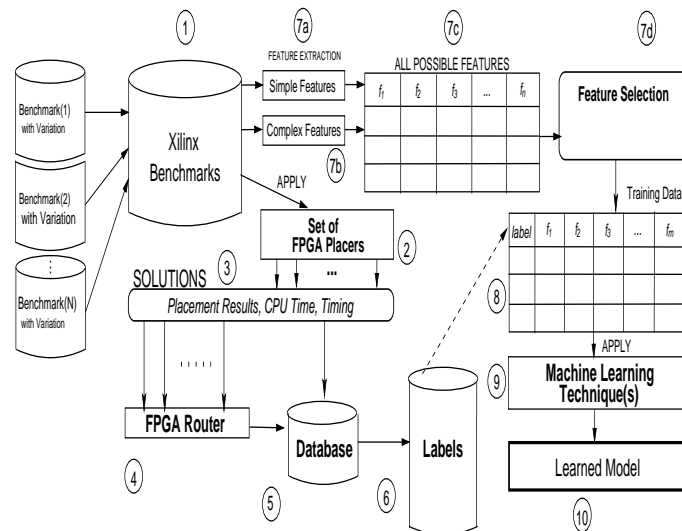 1
7a
7c
7d
FEATURE EXTRACTION
ALL POSSIBLE FEATURES
Simple Features
Complex Features
7b
f1 f2 f3 ... fn
Feature Selection
Benchmark(1)
with Variation
Benchmark(2)
with Variation
⋮
Benchmark(N)
with Variation
Xilinx
Benchmarks
APPLY
Set of
FPGA Placers
2
...
3
SOLUTIONS
Placement Results, CPU Time, Timing
.....
FPGA Router
4
Database
5
Labels
6
Training Data
label f1 f2 f3 ... fm
8
APPLY
9
Machine Learning
Technique(s)
Learned Model
10